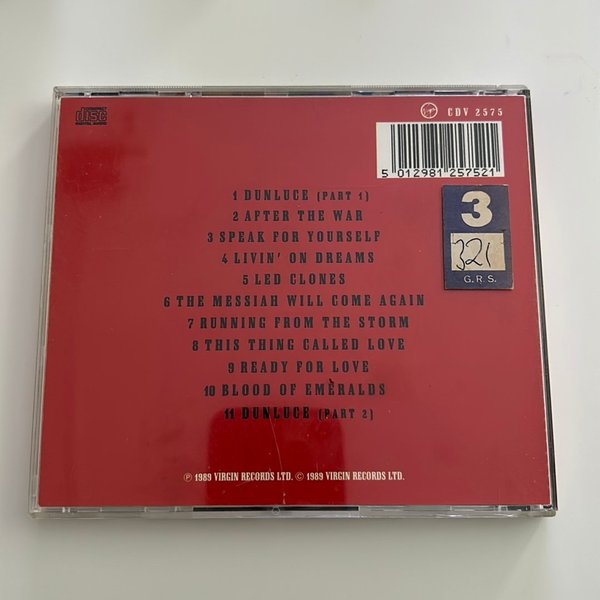 disc
DIGITAL AUDIO
CDV 2575
5 012981 257521
3
321
G.R.S.
1 DUNLUCE (PART 1)
2 AFTER THE WAR
3 SPEAK FOR YOURSELF
4 LIVIN' ON DREAMS
5 LED CLONES
6 THE MESSIAH WILL COME AGAIN
7 RUNNING FROM THE STORM
8 THIS THING CALLED LOVE
9 READY FOR LOVE
10 BLOOD OF EMERALDS
11 DUNLUCE (PART 2)
℗ 1989 VIRGIN RECORDS LTD. © 1989 VIRGIN RECORDS LTD.